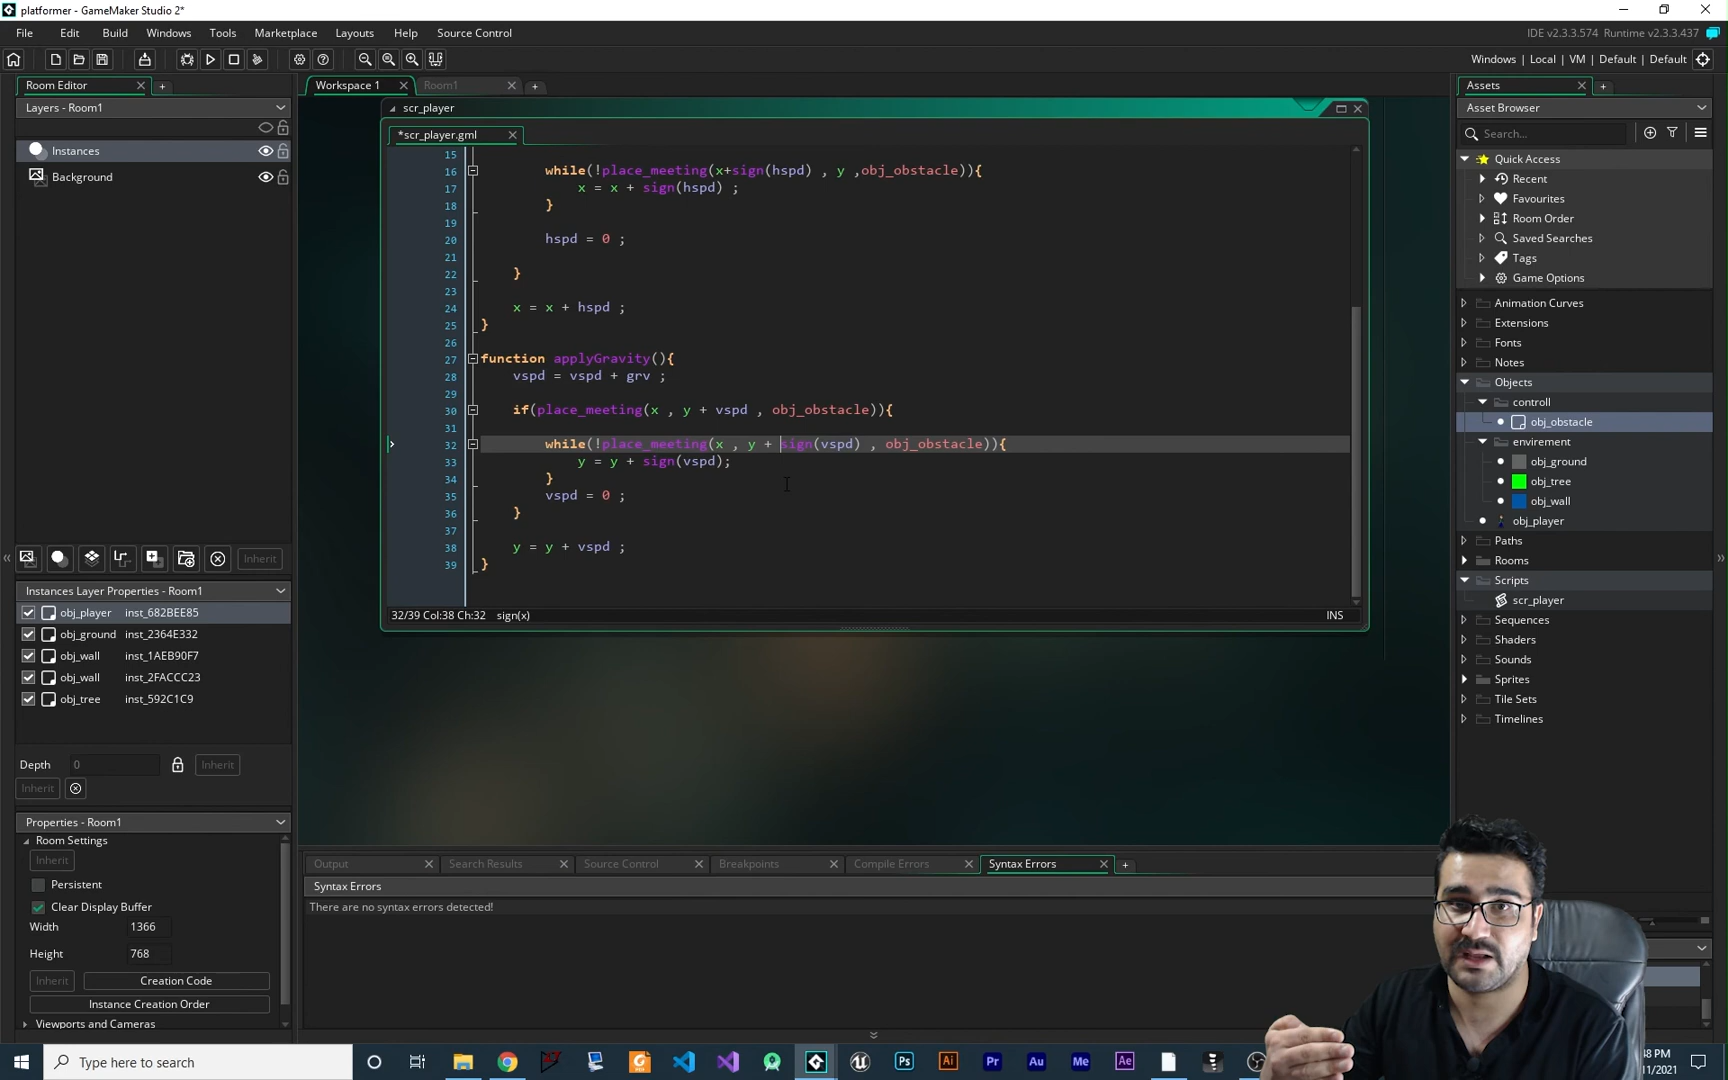 platformer - GameMaker Studio 2*
File Edit Build Windows Tools Marketplace Layouts Help Source Control
IDE v2.3.3.574 Runtime v2.3.3.437
Windows | Local | VM | Default | Default
Room Editor
Layers - Room1
Instances
Background
Inherit
Instances Layer Properties - Room1
obj_player inst_682BEE85
obj_ground inst_2364E332
obj_wall inst_1AEB90F7
obj_wall inst_2FACCC23
obj_tree inst_592C1C9
Depth 0 Inherit
Inherit
Properties - Room1
Room Settings
Inherit
Persistent
Clear Display Buffer
Width 1366
Height 768
Inherit Creation Code
Instance Creation Order
Viewports and Cameras
Workspace 1 Room1
scr_player
*scr_player.gml
15
16 while(!place_meeting(x+sign(hspd) , y ,obj_obstacle)){
17 x = x + sign(hspd) ;
18 }
19
20 hspd = 0 ;
21
22 }
23
24 x = x + hspd ;
25 }
26
27 function applyGravity(){
28 vspd = vspd + grv ;
29
30 if(place_meeting(x , y + vspd , obj_obstacle)){
31
32 while(!place_meeting(x , y + sign(vspd) , obj_obstacle)){
33 y = y + sign(vspd);
34 }
35 vspd = 0 ;
36 }
37
38 y = y + vspd ;
39 }
32/39 Col:38 Ch:32 sign(x) INS
Output Search Results Source Control Breakpoints Compile Errors Syntax Errors
Syntax Errors
There are no syntax errors detected!
Assets
Asset Browser
Search...
Quick Access
Recent
Favourites
Room Order
Saved Searches
Tags
Game Options
Animation Curves
Extensions
Fonts
Notes
Objects
controll
obj_obstacle
envirement
obj_ground
obj_tree
obj_wall
obj_player
Paths
Rooms
Scripts
scr_player
Sequences
Shaders
Sounds
Sprites
Tile Sets
Timelines
Type here to search
Ps Ai Pr Au Me Ae